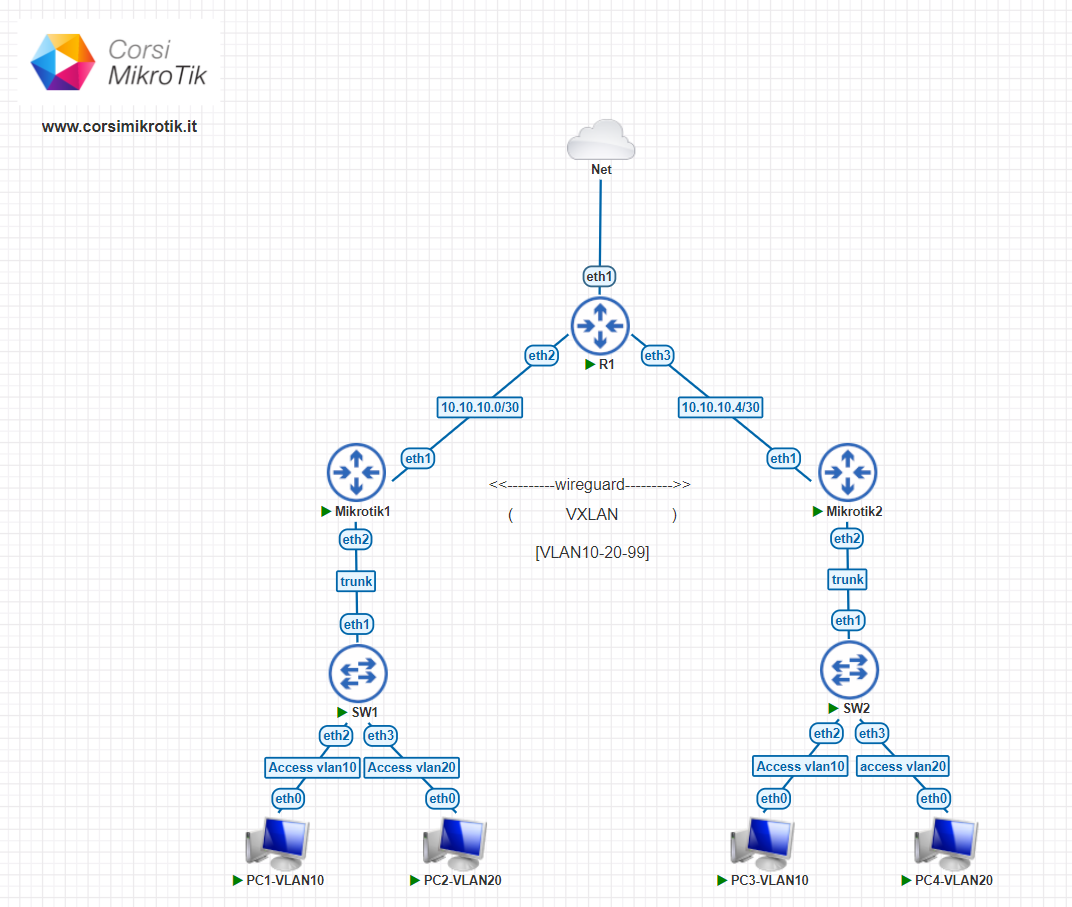 Corsi
MikroTik
www.corsimikrotik.it
Net
eth1
R1
eth2
eth3
10.10.10.0/30
10.10.10.4/30
eth1
eth1
<<---------wireguard--------->>
( VXLAN )
[VLAN10-20-99]
Mikrotik1
Mikrotik2
eth2
eth2
trunk
trunk
eth1
eth1
SW1
SW2
eth2
eth3
eth2
eth3
Access vlan10
Access vlan20
Access vlan10
access vlan20
eth0
eth0
eth0
eth0
PC1-VLAN10
PC2-VLAN20
PC3-VLAN10
PC4-VLAN20